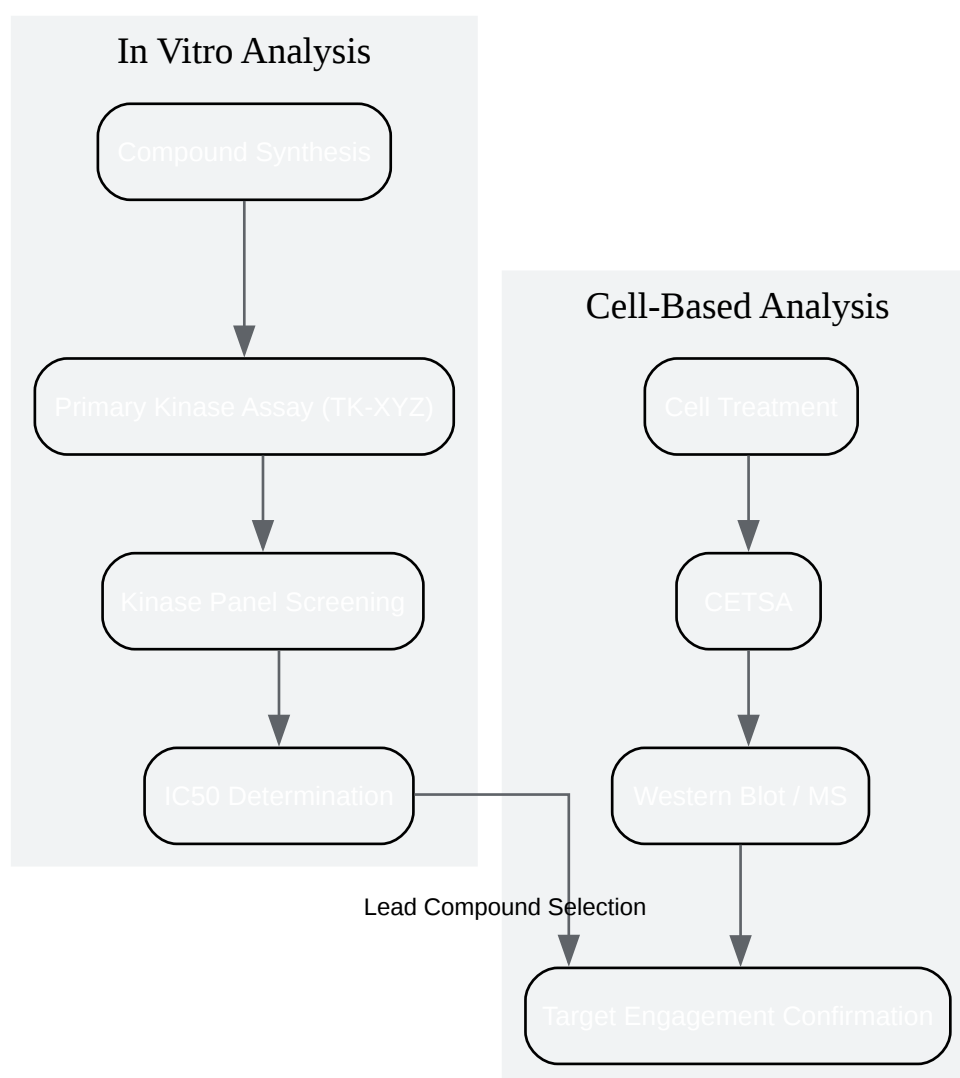 In Vitro Analysis
Compound Synthesis
Primary Kinase Assay (TK-XYZ)
Kinase Panel Screening
IC50 Determination
Lead Compound Selection
Cell-Based Analysis
Cell Treatment
CETSA
Western Blot / MS
Target Engagement Confirmation